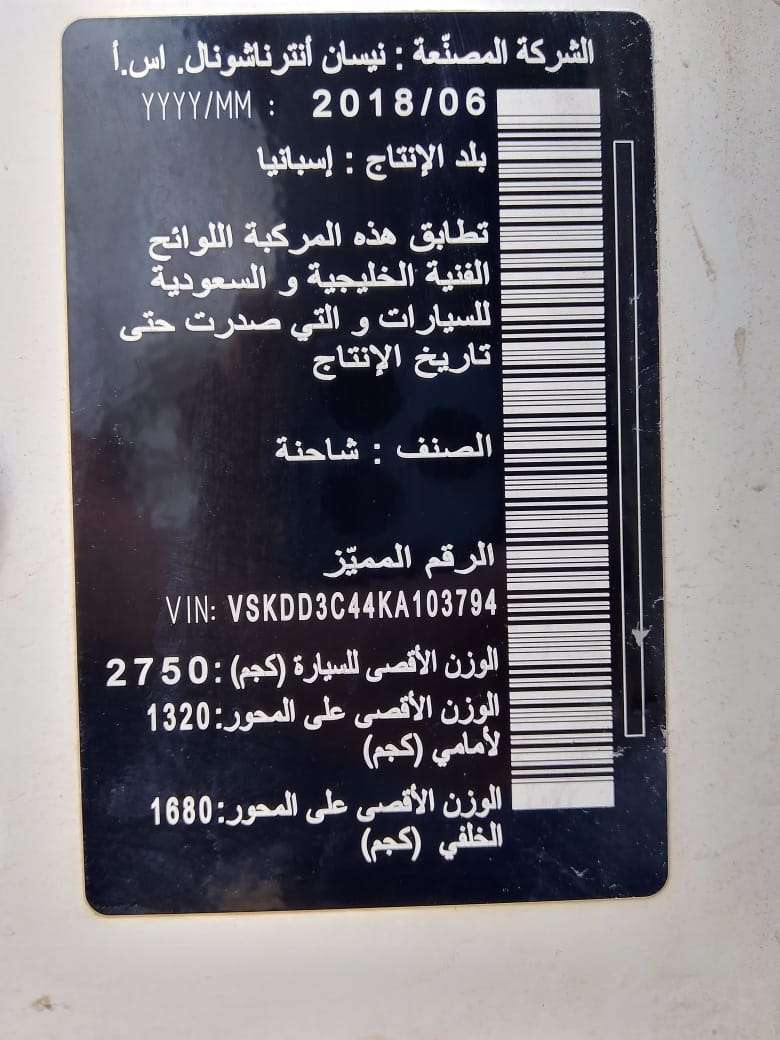 الشركة المصنّعة : نيسان أنترناشونال. اس.أ
YYYY/MM : 2018/06
بلد الإنتاج : إسبانيا
تطابق هذه المركبة اللوائح
الفنية الخليجية و السعودية
للسيارات و التي صدرت حتى
تاريخ الإنتاج
الصنف : شاحنة
الرقم المميّز
VIN: VSKDD3C44KA103794
الوزن الأقصى للسيارة (كجم) :2750
الوزن الأقصى على المحور:1320
لأمامي (كجم)
الوزن الأقصى على المحور:1680
الخلفي (كجم)